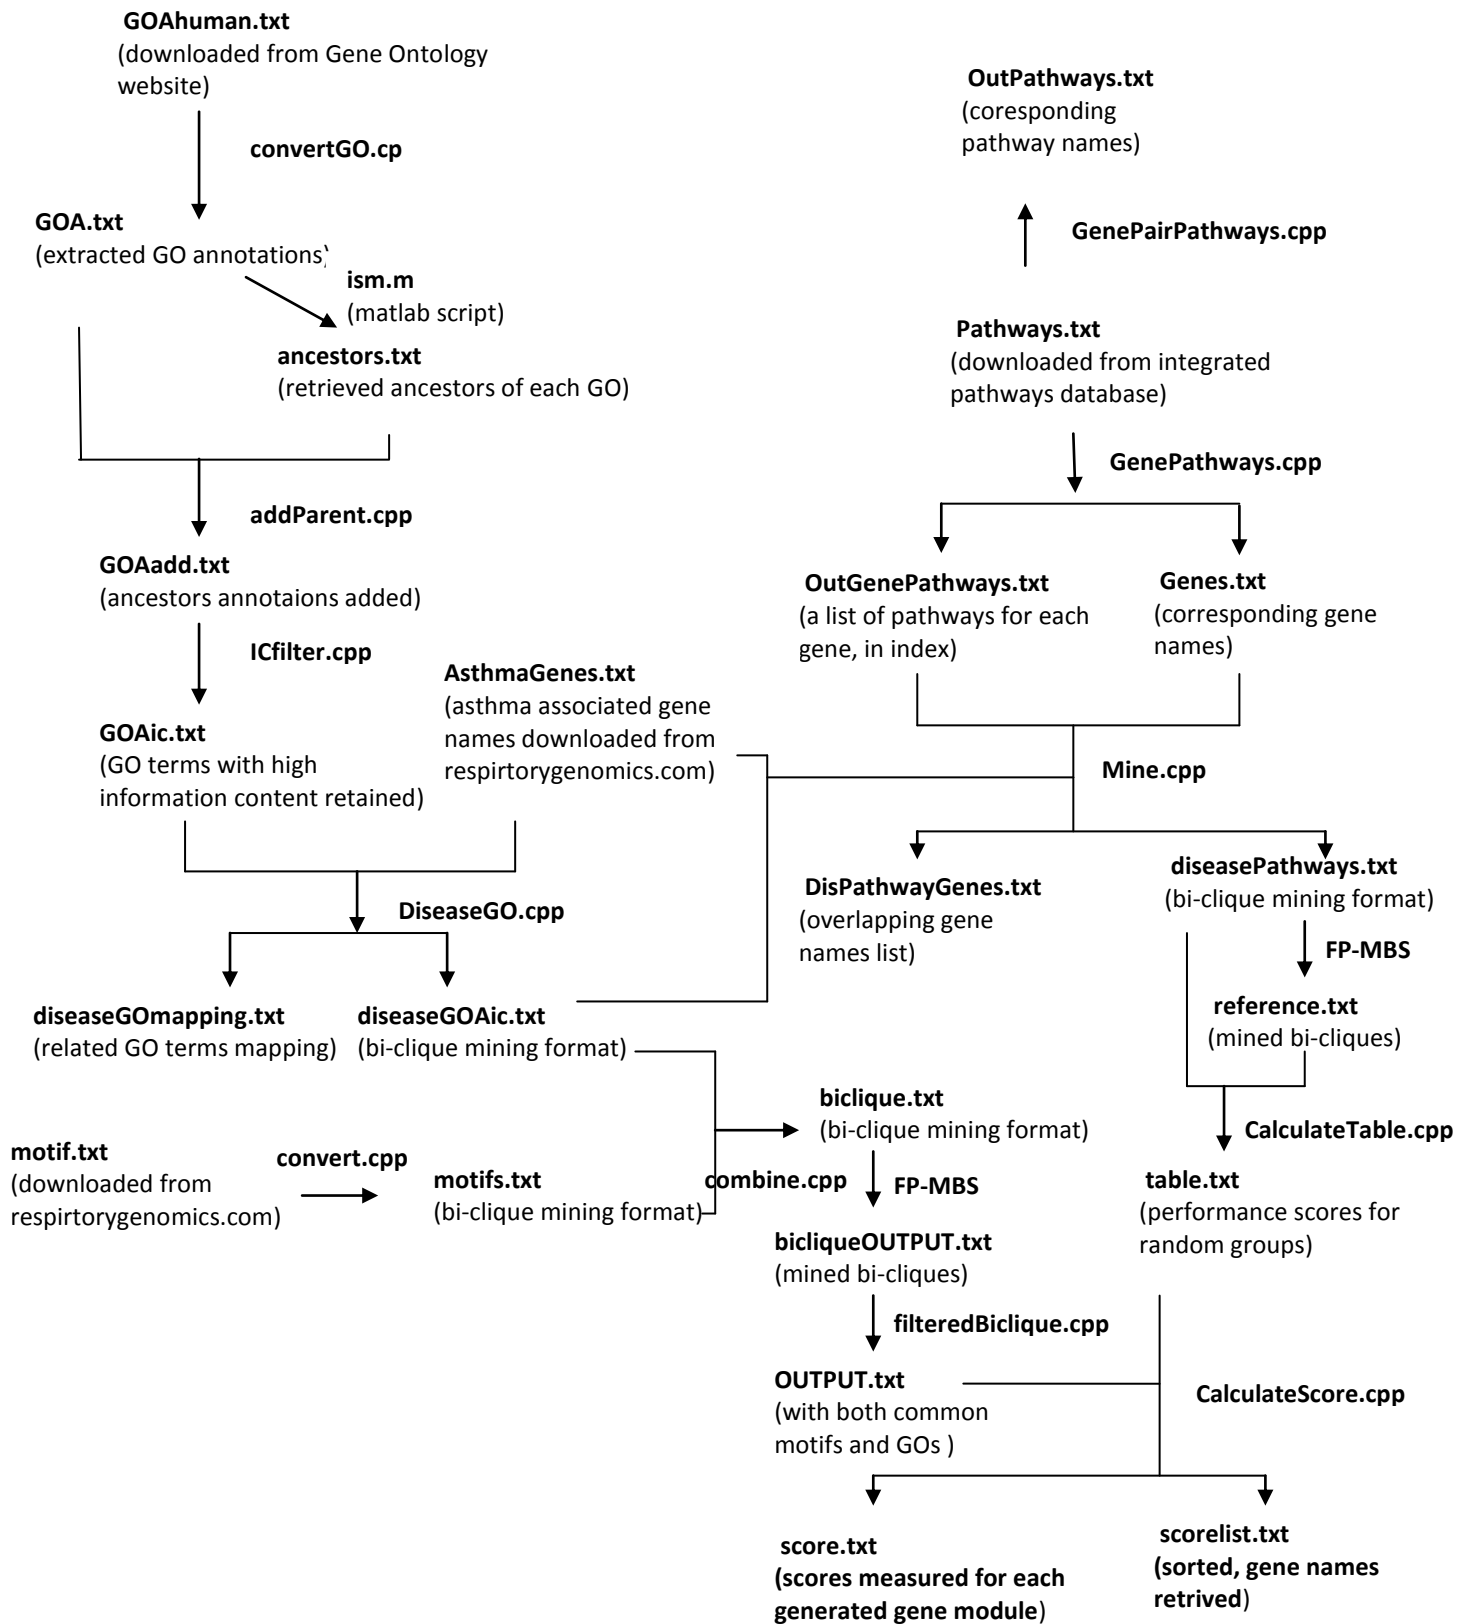 GOAhuman.txt
(downloaded from Gene Ontology
website)
convertGO.cp
GOA.txt
(extracted GO annotations)
ism.m
(matlab script)
ancestors.txt
(retrieved ancestors of each GO)
addParent.cpp
GOAadd.txt
(ancestors annotaions added)
ICfilter.cpp
GOAic.txt
(GO terms with high
information content retained)
AsthmaGenes.txt
(asthma associated gene
names downloaded from
respirtorygenomics.com)
DiseaseGO.cpp
diseaseGOmapping.txt
(related GO terms mapping)
diseaseGOAic.txt
(bi-clique mining format)
motif.txt
(downloaded from
respirtorygenomics.com)
convert.cpp
motifs.txt
(bi-clique mining format)
combine.cpp
OutPathways.txt
(coresponding
pathway names)
GenePairPathways.cpp
Pathways.txt
(downloaded from integrated
pathways database)
GenePathways.cpp
OutGenePathways.txt
(a list of pathways for each
gene, in index)
Genes.txt
(corresponding gene
names)
Mine.cpp
DisPathwayGenes.txt
(overlapping gene
names list)
diseasePathways.txt
(bi-clique mining format)
FP-MBS
reference.txt
(mined bi-cliques)
CalculateTable.cpp
table.txt
(performance scores for
random groups)
biclique.txt
(bi-clique mining format)
FP-MBS
bicliqueOUTPUT.txt
(mined bi-cliques)
filteredBiclique.cpp
OUTPUT.txt
(with both common
motifs and GOs )
CalculateScore.cpp
score.txt
(scores measured for each
generated gene module)
scorelist.txt
(sorted, gene names
retrived)